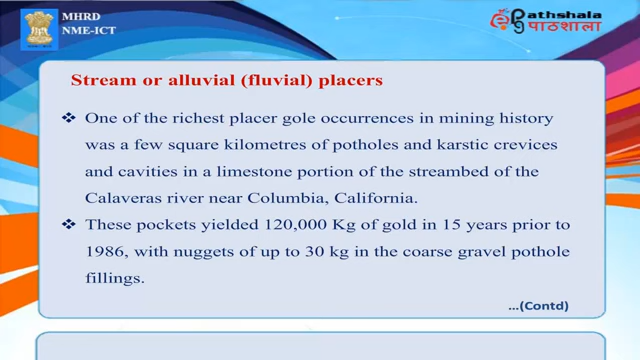 MHRD
NME-ICT
Pathshala
पाठशाला
Stream or alluvial (fluvial) placers
❖ One of the richest placer gole occurrences in mining history
was a few square kilometres of potholes and karstic crevices
and cavities in a limestone portion of the streambed of the
Calaveras river near Columbia, California.
❖ These pockets yielded 120,000 Kg of gold in 15 years prior to
1986, with nuggets of up to 30 kg in the coarse gravel pothole
fillings.
...(Contd)